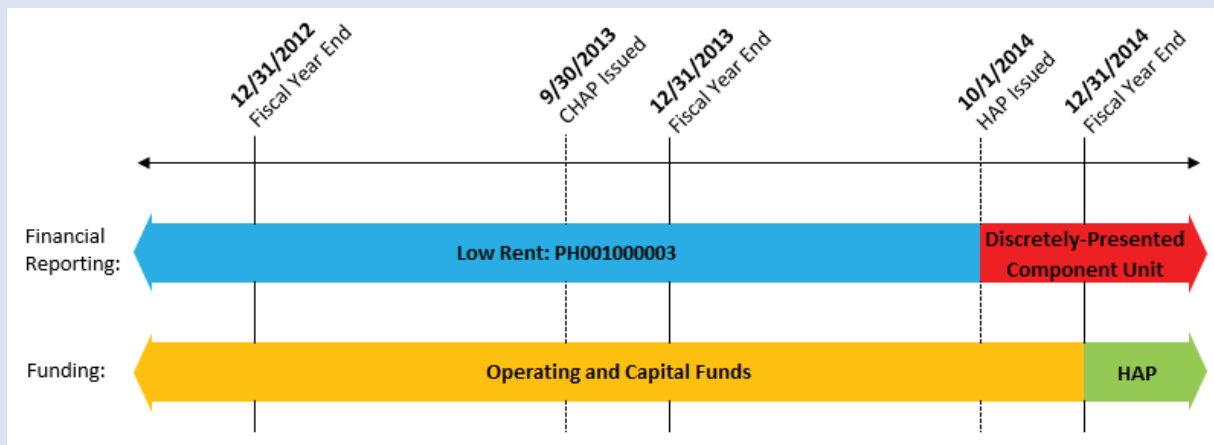 12/31/2012
Fiscal Year End
9/30/2013
CHAP Issued
12/31/2013
Fiscal Year End
10/1/2014
HAP Issued
12/31/2014
Fiscal Year End
Financial
Reporting:
Low Rent: PH001000003
Discretely-Presented
Component Unit
Funding:
Operating and Capital Funds
HAP